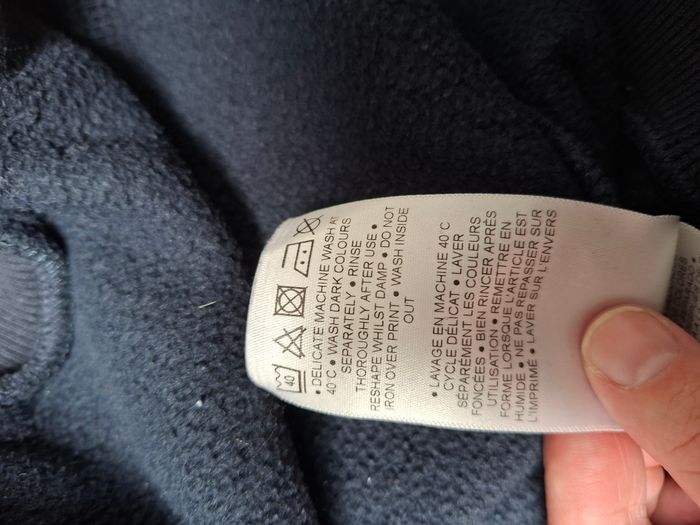 40
• DELICATE MACHINE WASH AT
40°C • WASH DARK COLOURS
SEPARATELY • RINSE
THOROUGHLY AFTER USE •
RESHAPE WHILST DAMP • DO NOT
IRON OVER PRINT • WASH INSIDE
OUT
• LAVAGE EN MACHINE 40°C
CYCLE DÉLICAT • LAVER
SÉPARÉMENT LES COULEURS
FONCÉES • BIEN RINCER APRÈS
UTILISATION • REMETTRE EN
FORME LORSQUE L'ARTICLE EST
HUMIDE • NE PAS REPASSER SUR
L'IMPRIMÉ • LAVER SUR L'ENVERS